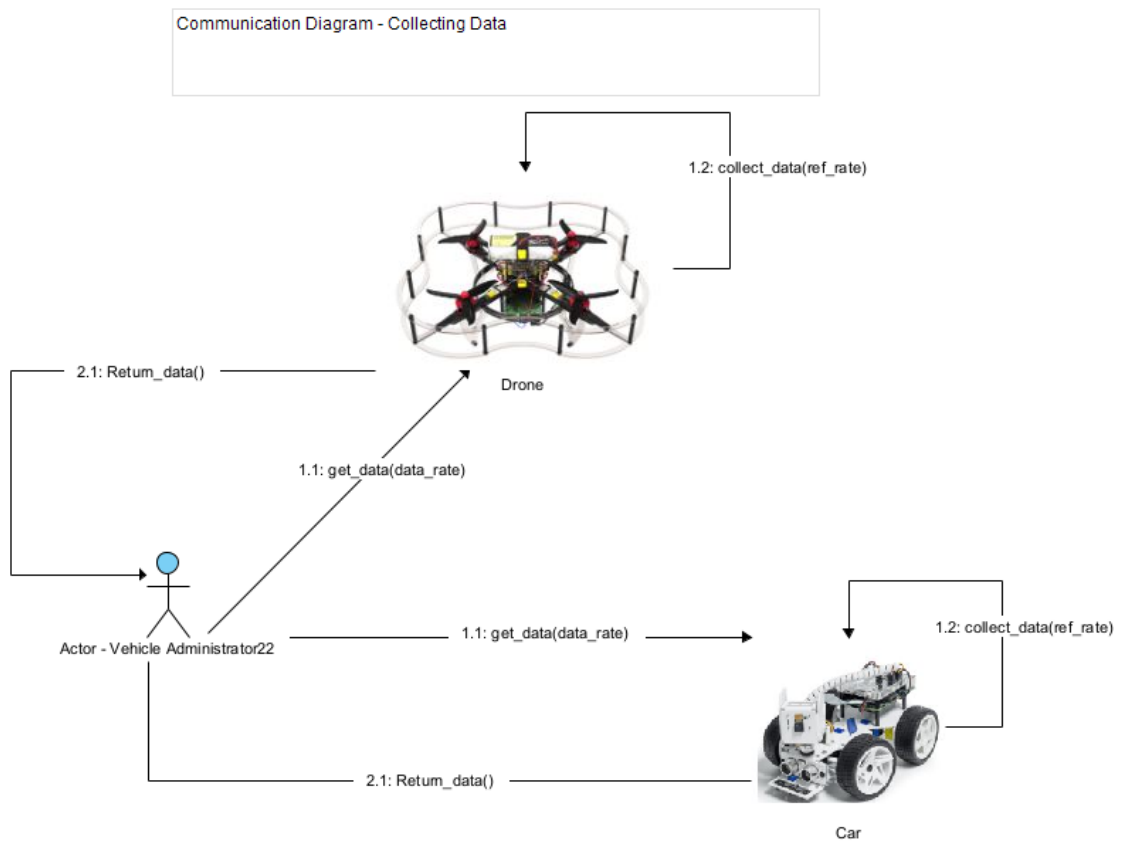 Communication Diagram - Collecting Data
1.2: collect_data(ref_rate)
2.1: Return_data()
Drone
1.1: get_data(data_rate)
1.1: get_data(data_rate)
1.2: collect_data(ref_rate)
Actor - Vehicle Administrator22
2.1: Return_data()
Car